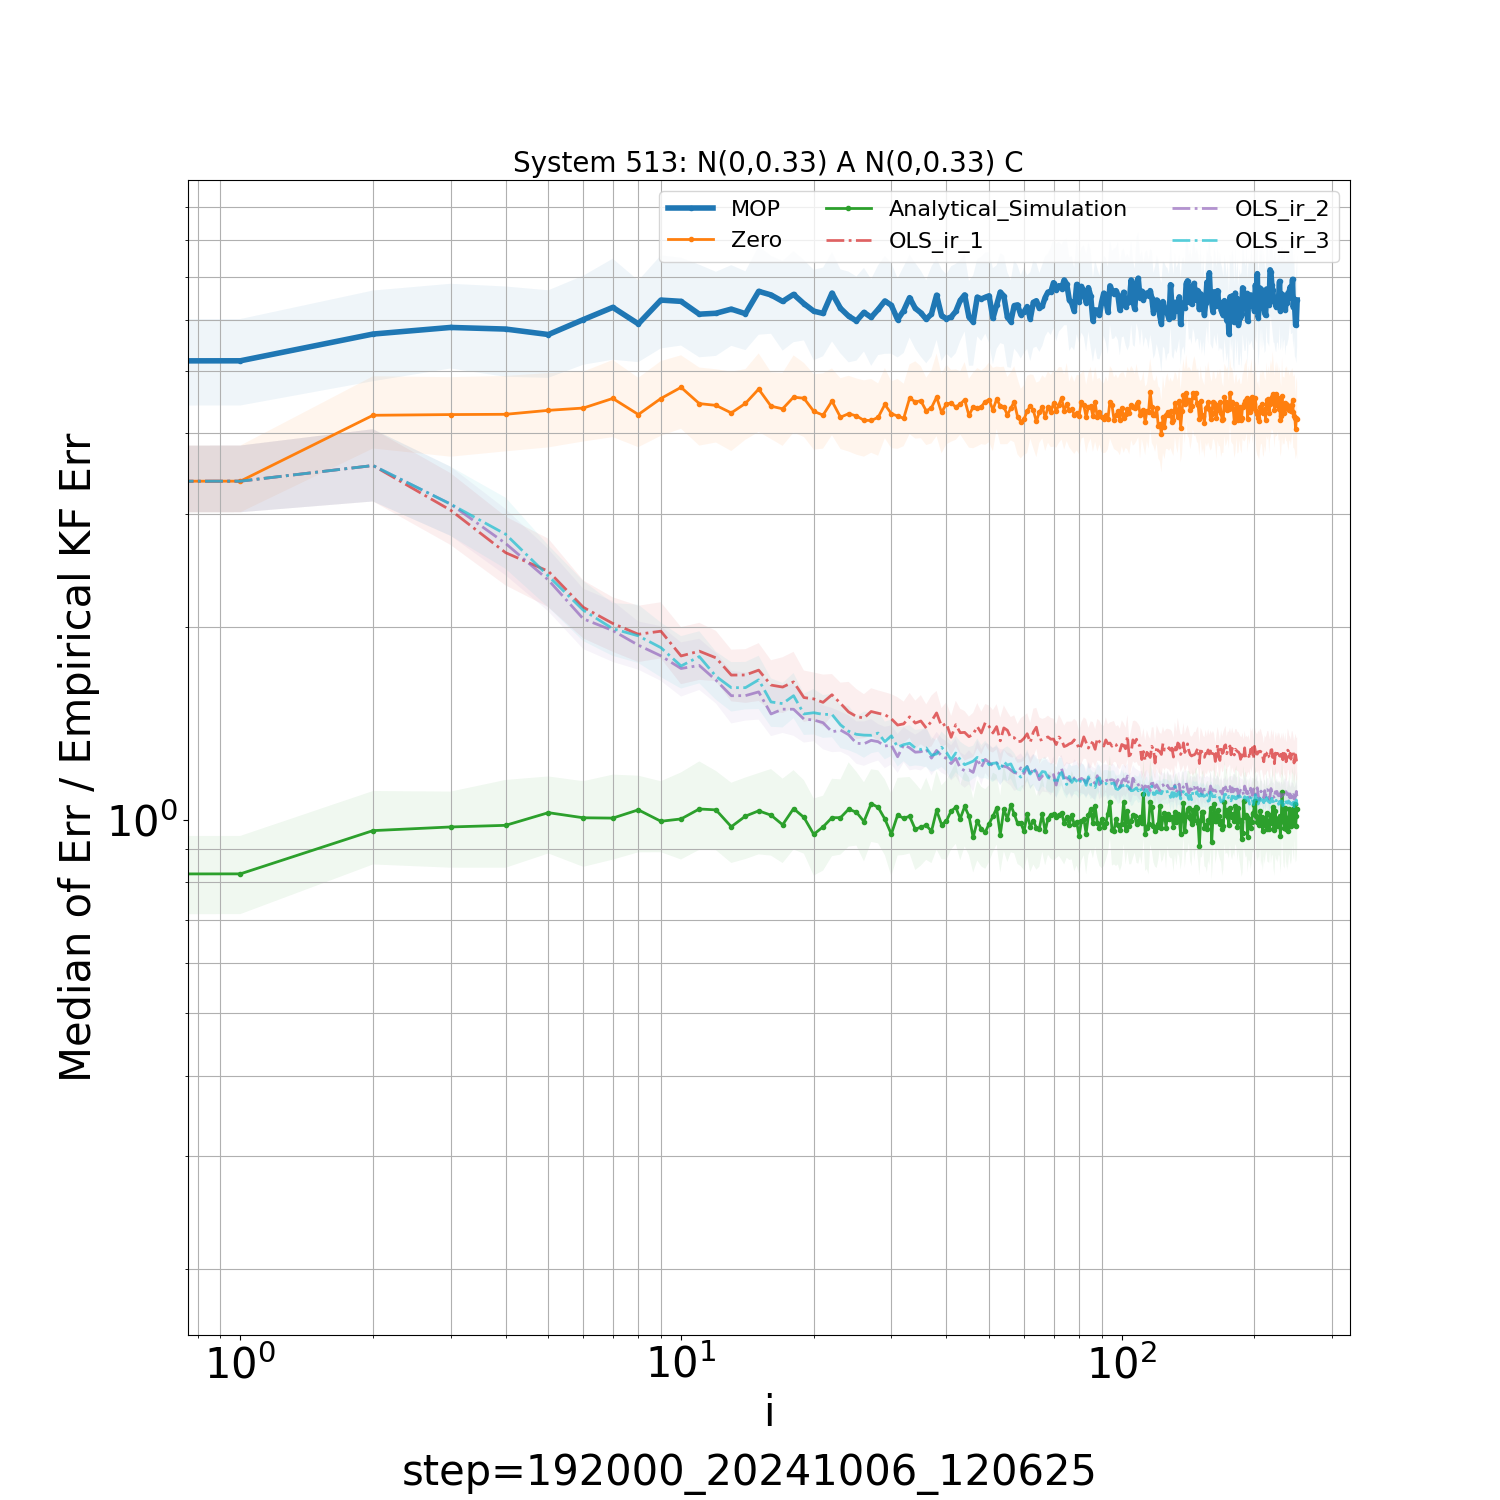 System 513: N(0,0.33) A N(0,0.33) C
MOP
Zero
Analytical_Simulation
OLS_ir_1
OLS_ir_2
OLS_ir_3
Median of Err / Empirical KF Err
10⁰
10⁰ 10¹ 10²
i
step=192000_20241006_120625